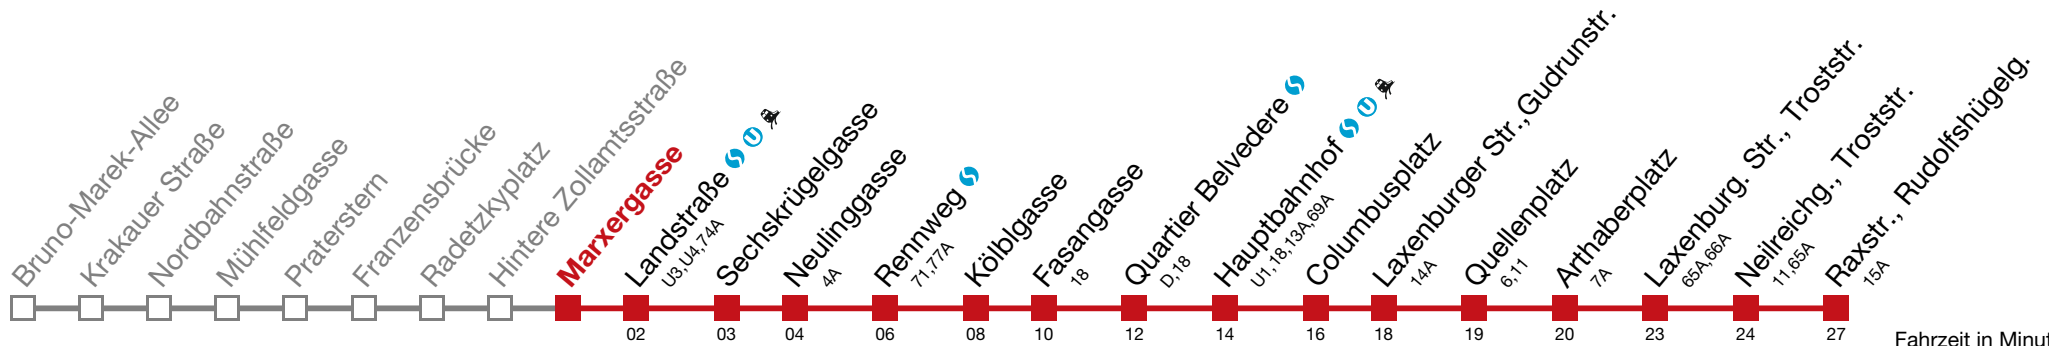 Bruno-Marek-Allee
Krakauer Straße
Nordbahnstraße
Mühlfeldgasse
Praterstern
Franzensbrücke
Radetzkyplatz
Hintere Zollamtsstraße
Marxergasse
Landstraße S U
U3,U4,74A
Sechskrügelgasse
Neulinggasse
4A
Rennweg S
71,77A
Kölblgasse
Fasangasse
18
Quartier Belvedere S
D,18
Hauptbahnhof S U
U1,18,13A,69A
Columbusplatz
Laxenburger Str.,Gudrunstr.
14A
Quellenplatz
6,11
Arthaberplatz
7A
Laxenburg. Str., Troststr.
65A,66A
Neilreichg., Troststr.
11,65A
Raxstr., Rudolfshügelg.
15A
02 03 04 06 08 10 12 14 16 18 19 20 23 24 27
Fahrzeit in Minut